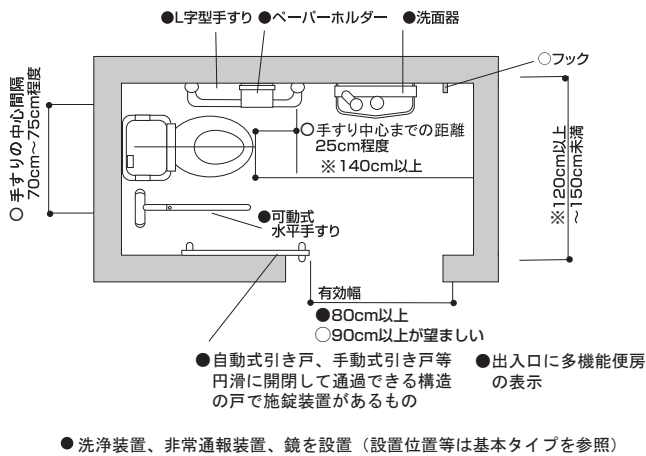 ●L字型手すり ●ペーパーホルダー ●洗面器
○フック
○ 手すりの中心間隔
70cm～75cm程度
○ 手すり中心までの距離
25cm程度
※140cm以上
※120cm以上
～150cm未満
●可動式
水平手すり
有効幅
●80cm以上
○90cm以上が望ましい
●自動式引き戸、手動式引き戸等
円滑に開閉して通過できる構造
の戸で施錠装置があるもの
●出入口に多機能便房
の表示
● 洗浄装置、非常通報装置、鏡を設置（設置位置等は基本タイプを参照）